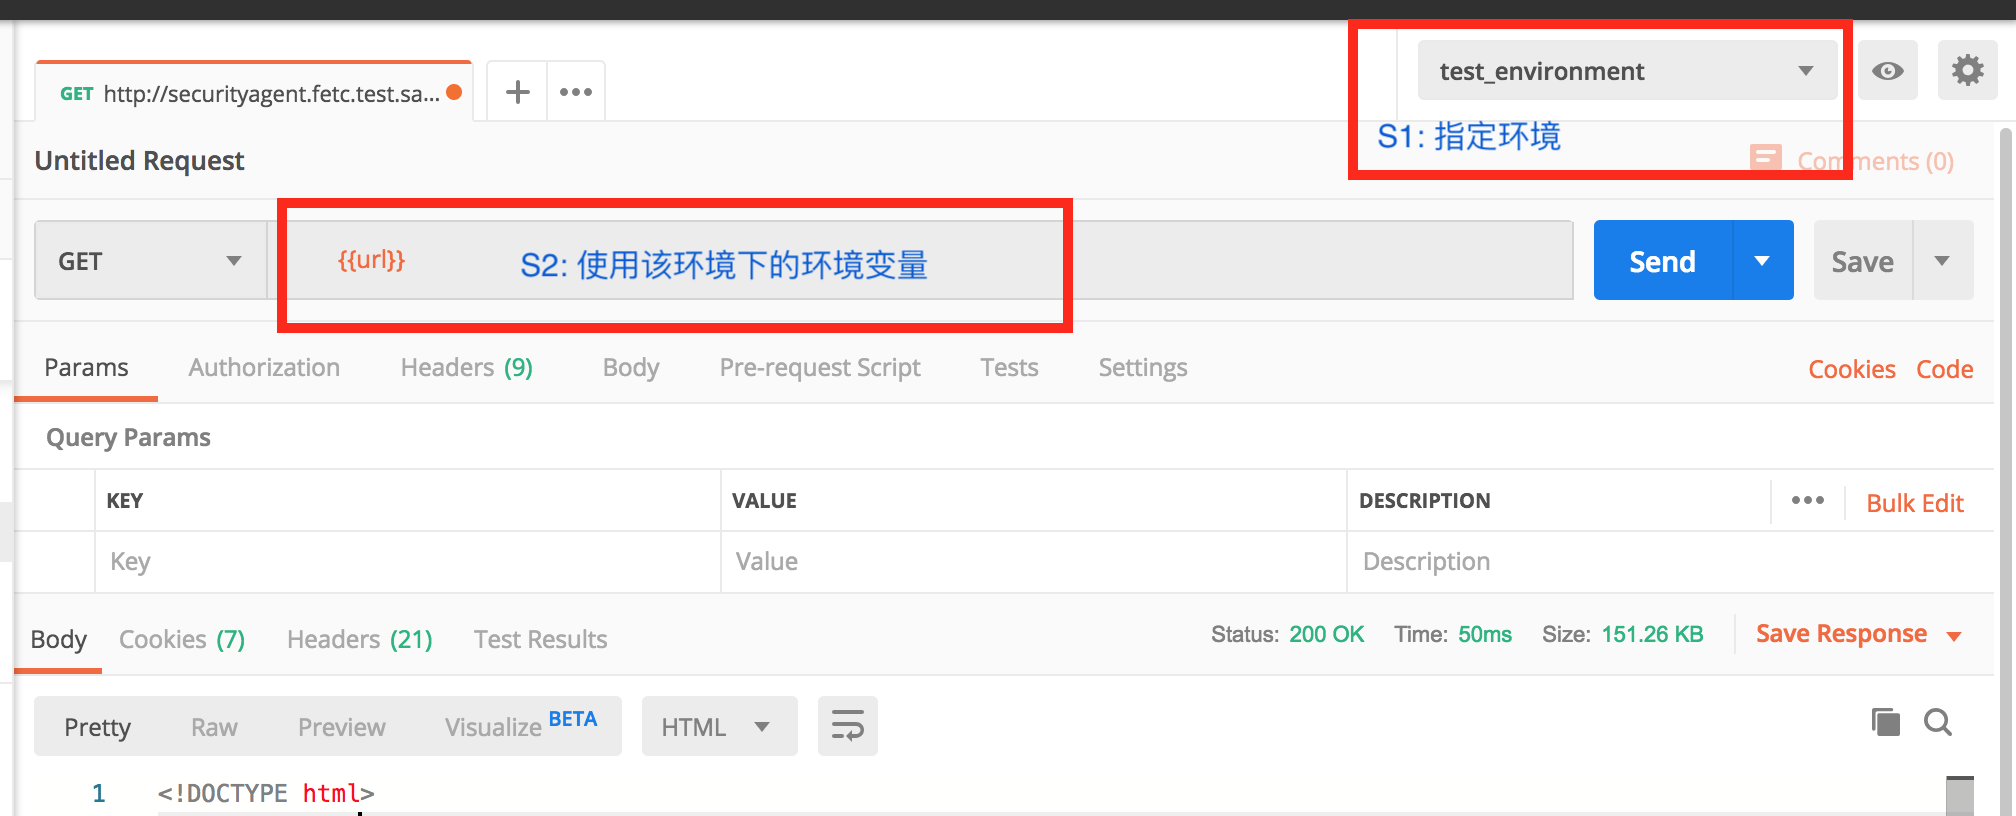 GET http://securityagent.fetc.test.sa...
test_environment
S1: 指定环境
Untitled Request
Comments (0)
GET
{{url}}
S2: 使用该环境下的环境变量
Send
Save
Params Authorization Headers (9) Body Pre-request Script Tests Settings Cookies Code
Query Params
KEY VALUE DESCRIPTION Bulk Edit
Key Value Description
Body Cookies (7) Headers (21) Test Results Status: 200 OK Time: 50ms Size: 151.26 KB Save Response
Pretty Raw Preview Visualize BETA HTML
1 <!DOCTYPE html>